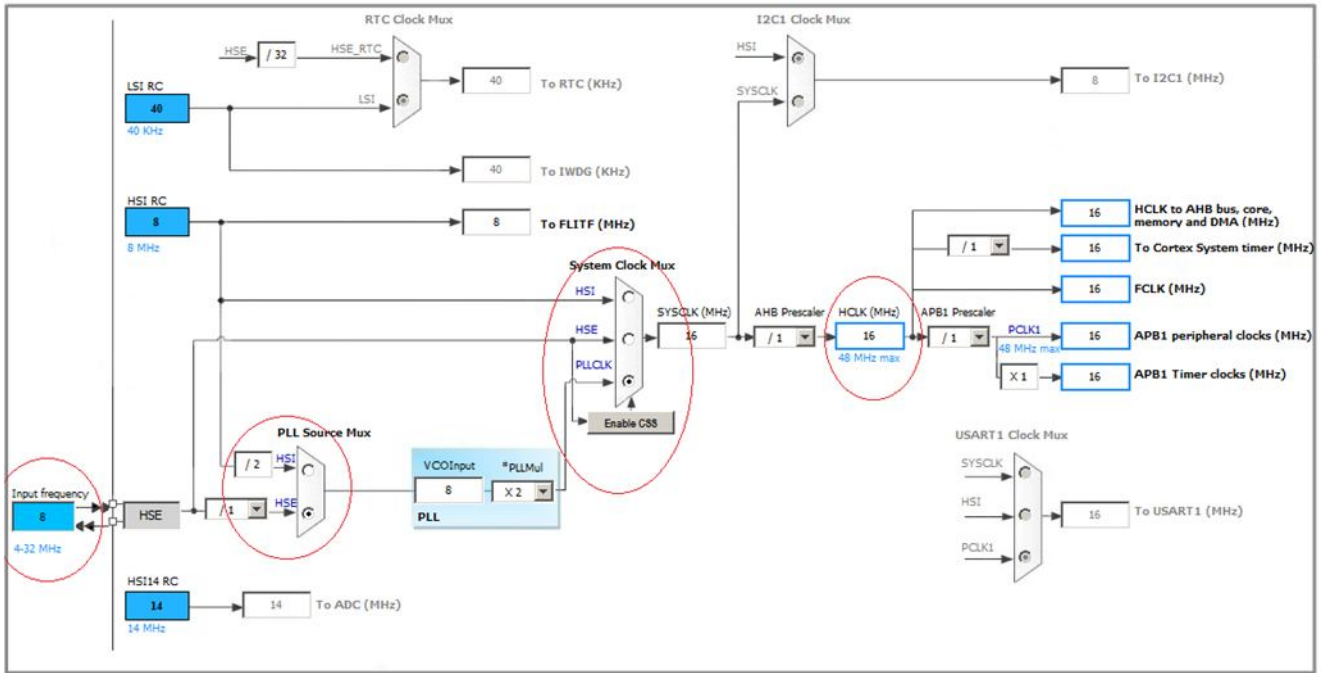 RTC Clock Mux
I2C1 Clock Mux
HSE
/ 32
HSE_RTC
HSI
LSI RC
40
To RTC (KHz)
8
To I2C1 (MHz)
40
LSI
SYSCLK
40 KHz
40
To IWDG (KHz)
HSI RC
8
8
To FLITF (MHz)
8 MHz
16
HCLK to AHB bus, core,
memory and DMA (MHz)
/ 1
16
To Cortex System timer (MHz)
System Clock Mux
HSI
16
FCLK (MHz)
SYSCLK (MHz)
AHB Prescaler
HCLK (MHz)
APB1 Prescaler
HSE
16
/ 1
16
/ 1
PCLK1
16
APB1 peripheral clocks (MHz)
48 MHz max
48 MHz max
PLLCLK
X 1
16
APB1 Timer clocks (MHz)
Enable CSS
PLL Source Mux
USART1 Clock Mux
/ 2
HSI
VCOInput
*PLLMul
SYSCLK
8
X 2
Input frequency
8
HSE
/ 1
HSE
PLL
HSI
16
To USART1 (MHz)
4-32 MHz
PCLK1
HSI14 RC
14
14
To ADC (MHz)
14 MHz